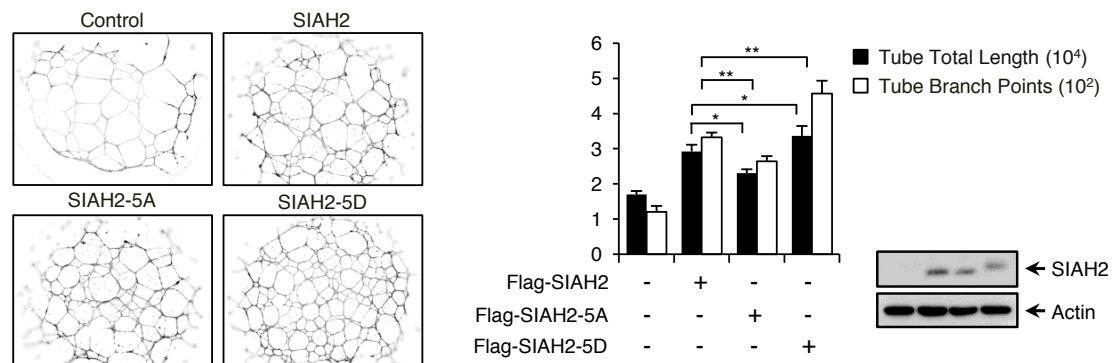 Control
SIAH2
SIAH2-5A
SIAH2-5D
6
5
4
3
2
1
0
**
**
*
*
Tube Total Length (10⁴)
Tube Branch Points (10²)
Flag-SIAH2 - + - -
Flag-SIAH2-5A - - + -
Flag-SIAH2-5D - - - +
SIAH2
Actin